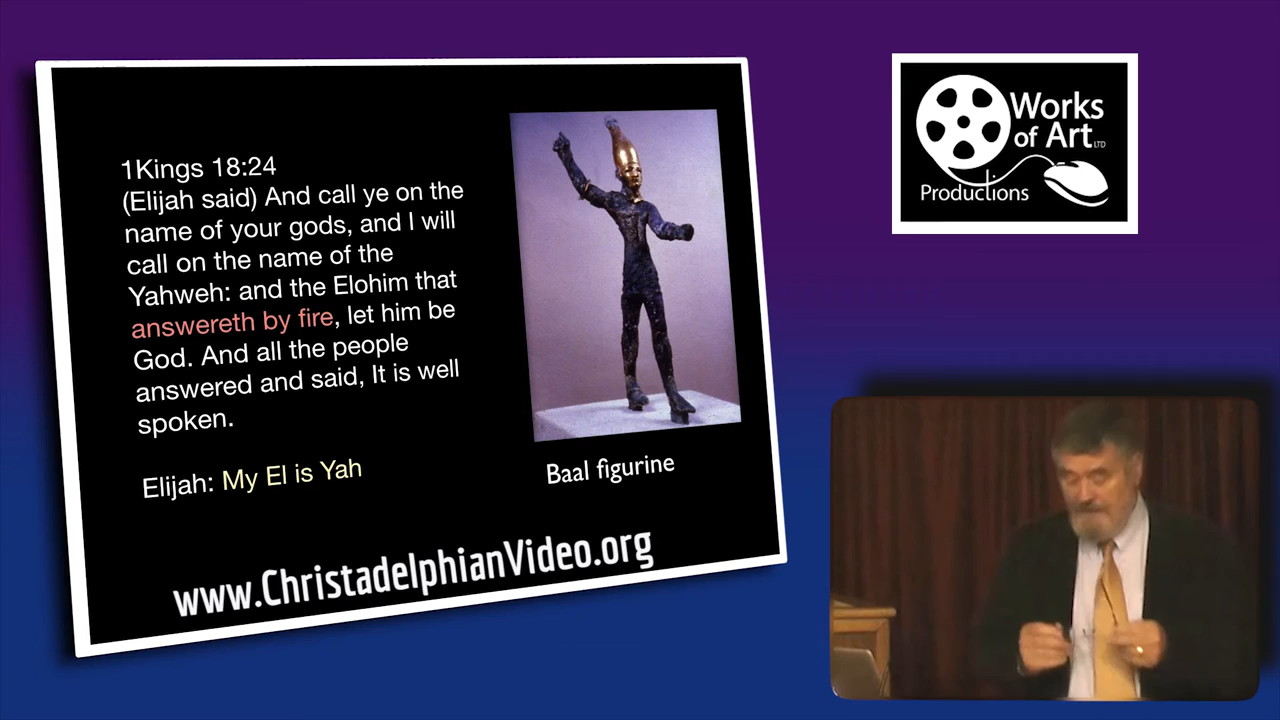 1Kings 18:24
(Elijah said) And call ye on the
name of your gods, and I will
call on the name of the
Yahweh: and the Elohim that
answereth by fire, let him be
God. And all the people
answered and said, It is well
spoken.
Elijah: My El is Yah
Baal figurine
www.ChristadelphianVideo.org
Works
of Art LTD
Productions